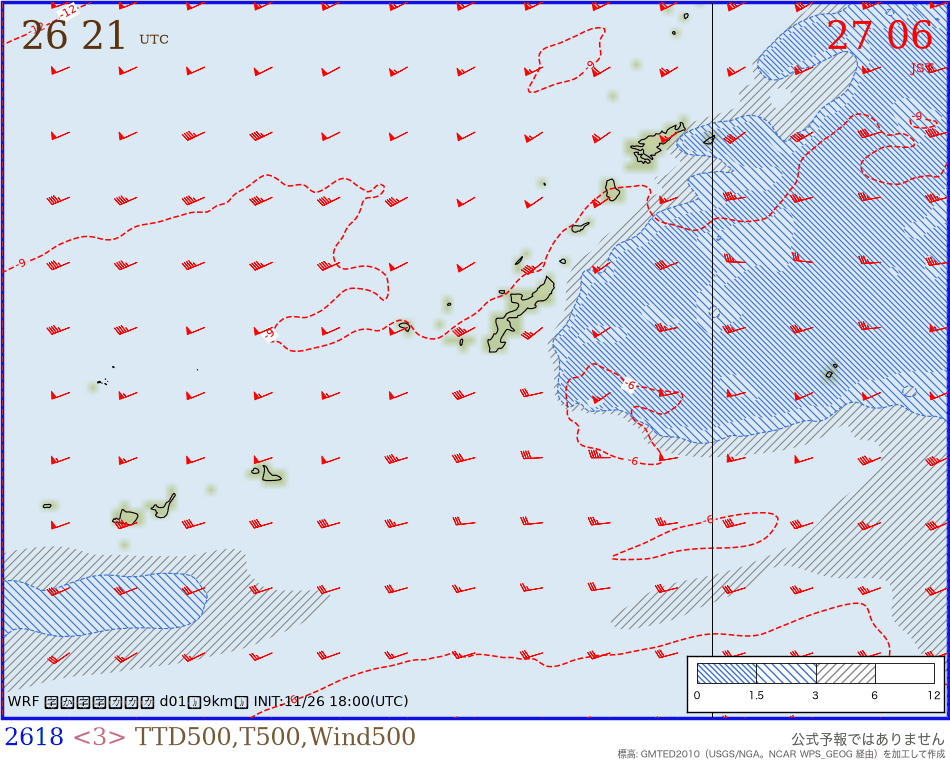 26 21 UTC
27 06
JST
-12
-12
-9
-9
-9
-9
-6
-6
-6
-6
0 1.5 3 6 12
WRF d01 9km INIT:11/26 18:00(UTC)
2618 <3> TTD500,T500,Wind500
公式予報ではありません
標高: GMTED2010（USGS/NGA。NCAR WPS_GEOG 経由）を加工して作成